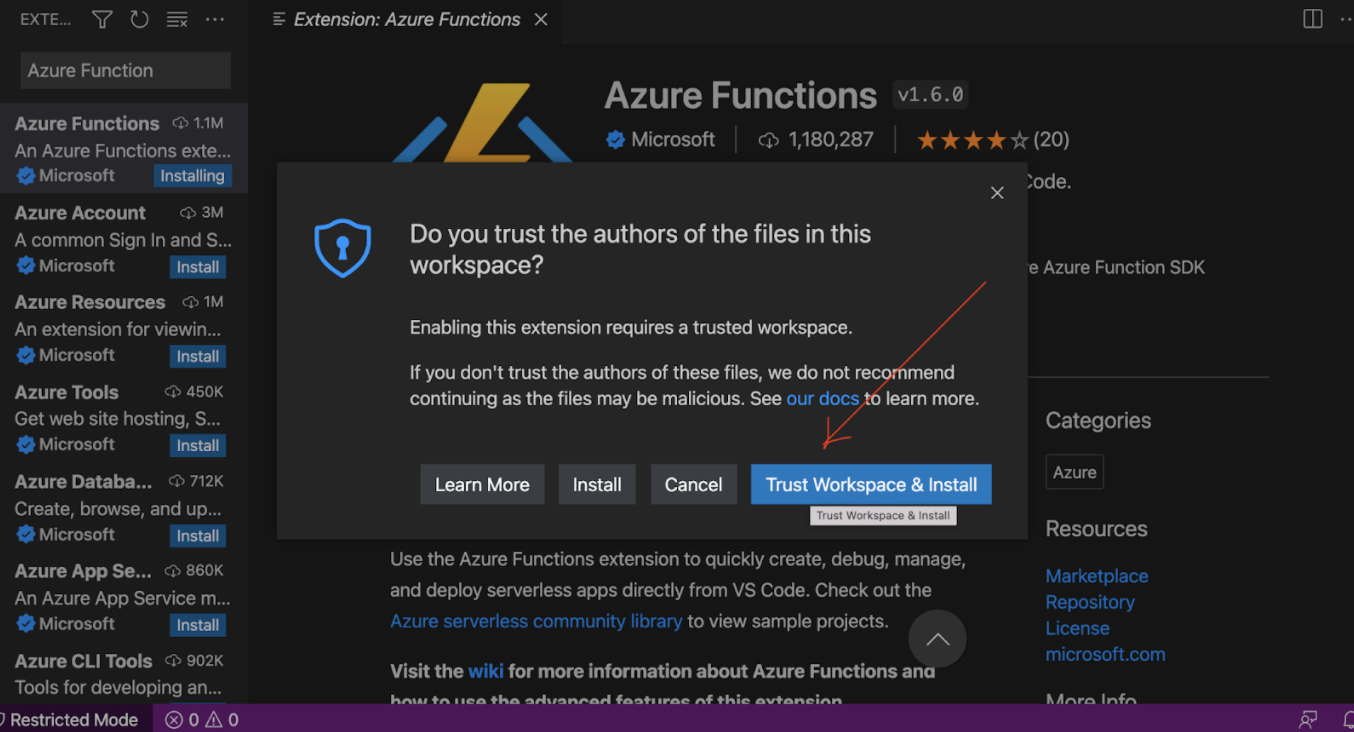 EXTE...
Extension: Azure Functions
Azure Function
Azure Functions 1.1M
An Azure Functions exte...
Microsoft Installing
Azure Account 3M
A common Sign In and S...
Microsoft Install
Azure Resources 1M
An extension for viewin...
Microsoft Install
Azure Tools 450K
Get web site hosting, S...
Microsoft Install
Azure Databa... 712K
Create, browse, and up...
Microsoft Install
Azure App Se... 860K
An Azure App Service m...
Microsoft Install
Azure CLI Tools 902K
Tools for developing an...
Azure Functions v1.6.0
Microsoft 1,180,287 (20)
Code.
Azure Function SDK
Do you trust the authors of the files in this
workspace?
Enabling this extension requires a trusted workspace.
If you don't trust the authors of these files, we do not recommend
continuing as the files may be malicious. See our docs to learn more.
Learn More Install Cancel Trust Workspace & Install
Trust Workspace & Install
Use the Azure Functions extension to quickly create, debug, manage,
and deploy serverless apps directly from VS Code. Check out the
Azure serverless community library to view sample projects.
Visit the wiki for more information about Azure Functions and
how to use the advanced features of this extension
Categories
Azure
Resources
Marketplace
Repository
License
microsoft.com
More Info
Restricted Mode 0 0